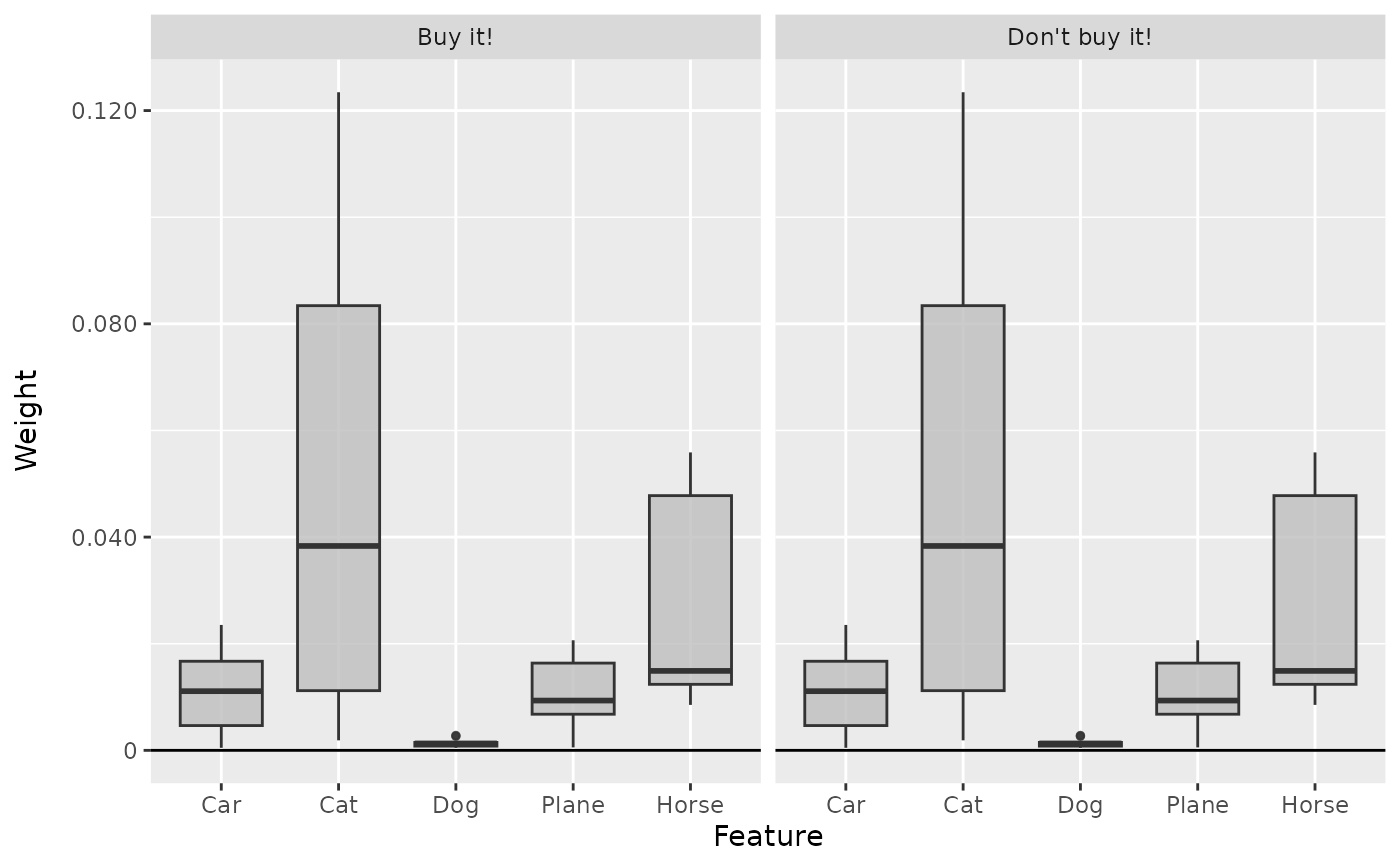 Buy it!
Don't buy it!
0.120
0.080
0.040
0
Weight
Car
Cat
Dog
Plane
Horse
Car
Cat
Dog
Plane
Horse
Feature